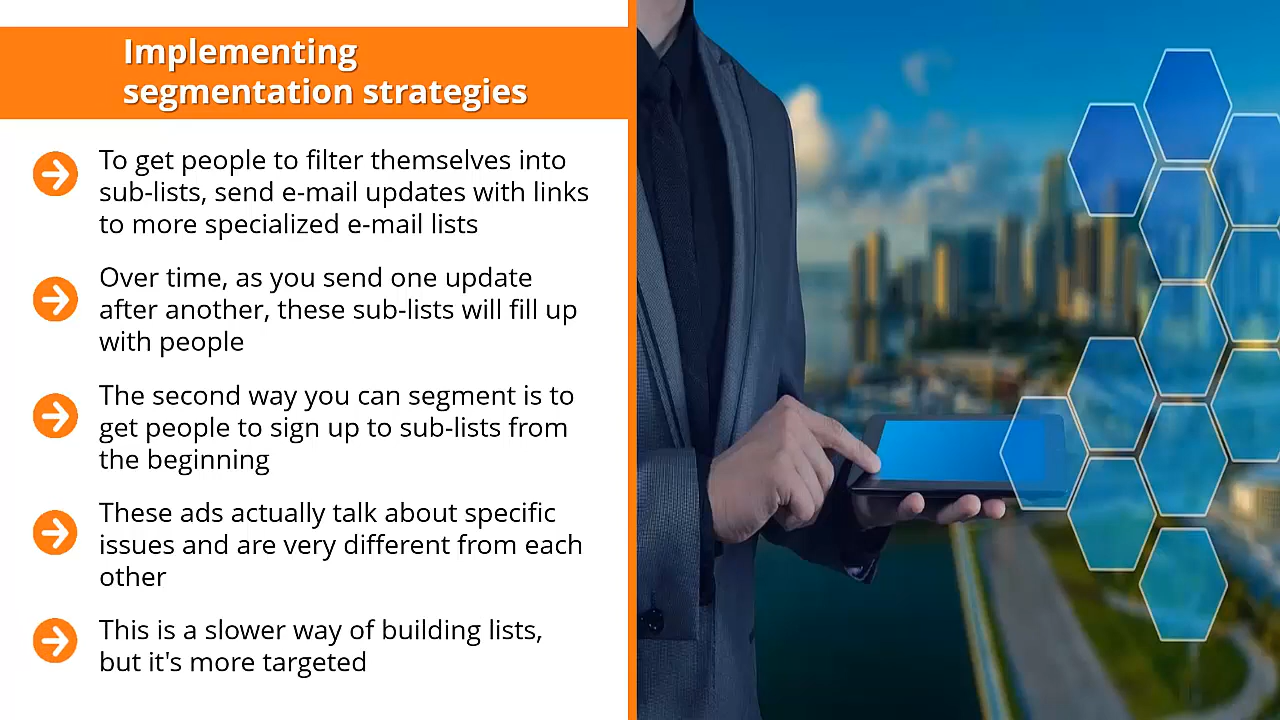 Implementing
segmentation strategies
To get people to filter themselves into
sub-lists, send e-mail updates with links
to more specialized e-mail lists
Over time, as you send one update
after another, these sub-lists will fill up
with people
The second way you can segment is to
get people to sign up to sub-lists from
the beginning
These ads actually talk about specific
issues and are very different from each
other
This is a slower way of building lists,
but it's more targeted